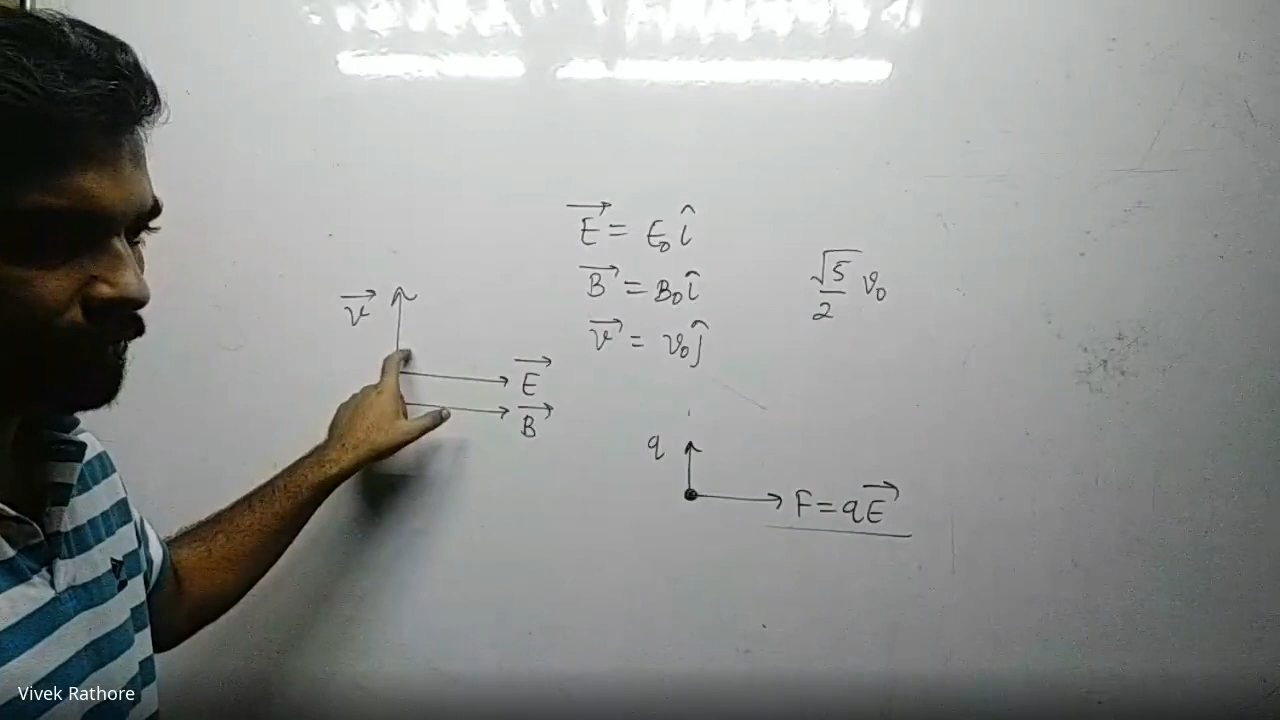 E⃗ = E₀ î
B⃗ = B₀ î
v⃗ = v₀ ĵ
√5/2 v₀
v⃗
E⃗
B⃗
q
F = qE⃗
Vivek Rathore